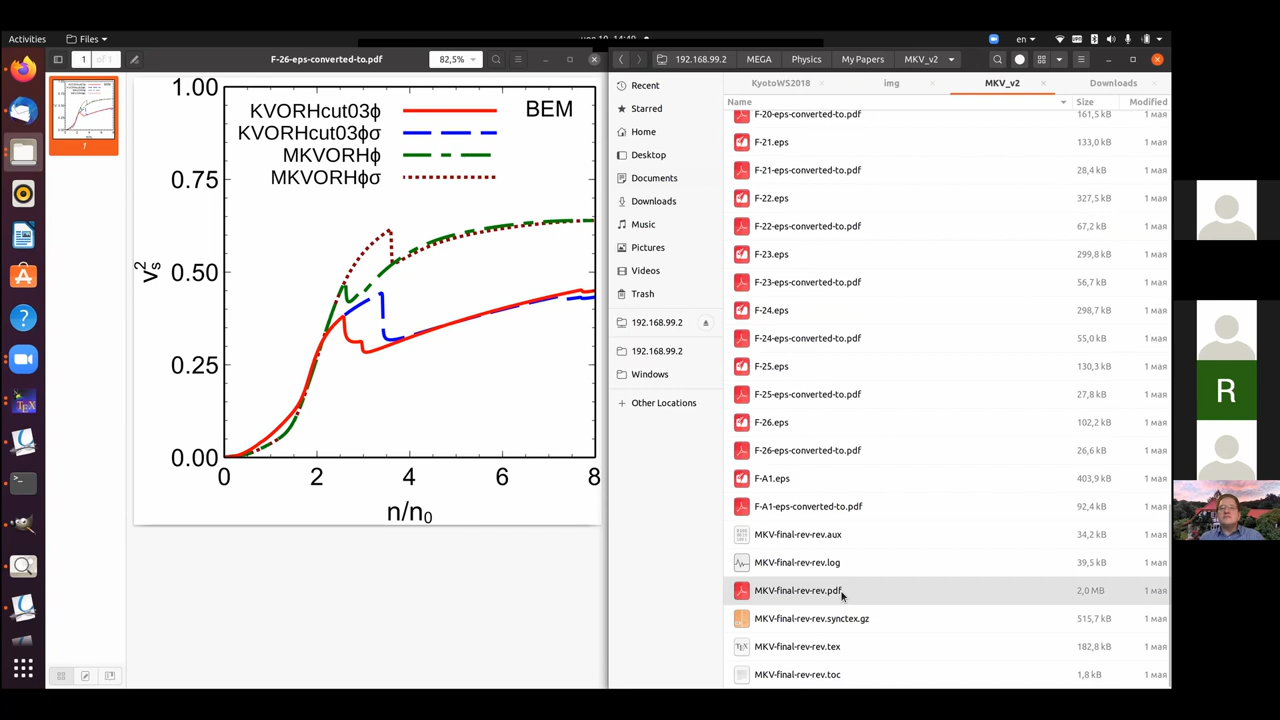 Activities
Files
en
1 of 1
F-26-eps-converted-to.pdf
82,5%
1
1.00
0.75
0.50
0.25
0.00
0 2 4 6 8
v²s
n/n₀
KVORHcut03ϕ
KVORHcut03ϕσ
MKVORHϕ
MKVORHϕσ
BEM
192.168.99.2 MEGA Physics My Papers MKV_v2
Recent
Starred
Home
Desktop
Documents
Downloads
Music
Pictures
Videos
Trash
192.168.99.2
192.168.99.2
Windows
+ Other Locations
KyotoWS2018 img MKV_v2 Downloads
Name Size Modified
F-20-eps-converted-to.pdf 161,5 kB 1 мая
F-21.eps 133,0 kB 1 мая
F-21-eps-converted-to.pdf 28,4 kB 1 мая
F-22.eps 327,5 kB 1 мая
F-22-eps-converted-to.pdf 67,2 kB 1 мая
F-23.eps 299,8 kB 1 мая
F-23-eps-converted-to.pdf 56,7 kB 1 мая
F-24.eps 298,7 kB 1 мая
F-24-eps-converted-to.pdf 55,0 kB 1 мая
F-25.eps 130,3 kB 1 мая
F-25-eps-converted-to.pdf 27,8 kB 1 мая
F-26.eps 102,2 kB 1 мая
F-26-eps-converted-to.pdf 26,6 kB 1 мая
F-A1.eps 403,9 kB 1 мая
F-A1-eps-converted-to.pdf 92,4 kB 1 мая
MKV-final-rev-rev.aux 34,2 kB 1 мая
MKV-final-rev-rev.log 39,5 kB 1 мая
MKV-final-rev-rev.pdf 2,0 MB 1 мая
MKV-final-rev-rev.synctex.gz 515,7 kB 1 мая
MKV-final-rev-rev.tex 182,8 kB 1 мая
MKV-final-rev-rev.toc 1,8 kB 1 мая
R